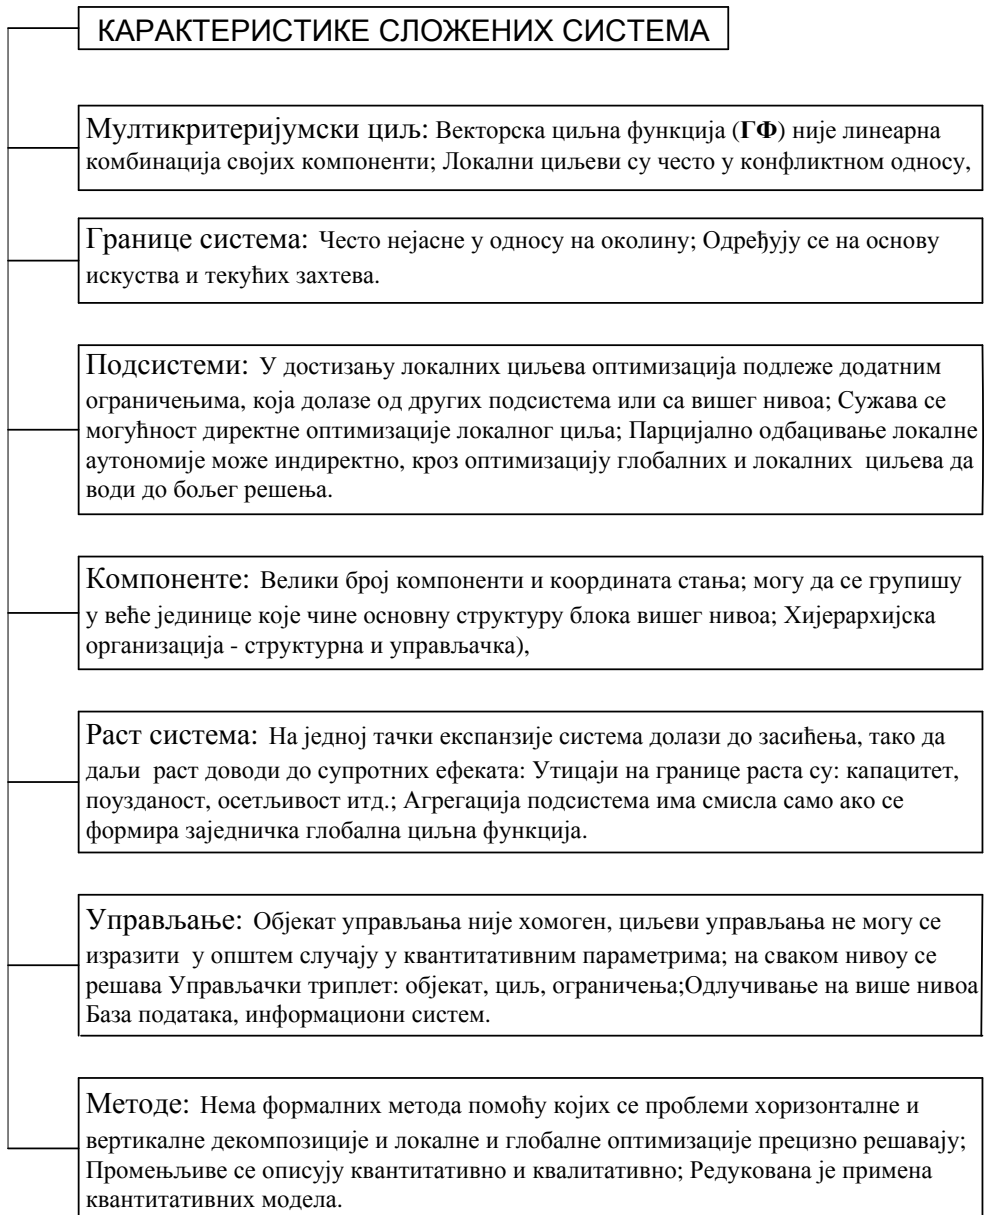 КАРАКТЕРИСТИКЕ СЛОЖЕНИХ СИСТЕМА
Мултикритеријумски циљ: Векторска циљна функција (ГФ) није линеарна
комбинација својих компоненти; Локални циљеви су често у конфликтном односу,
Границе система: Често нејасне у односу на околину; Одређују се на основу
искуства и текућих захтева.
Подсистеми: У достизању локалних циљева оптимизација подлеже додатним
ограничењима, која долазе од других подсистема или са вишег нивоа; Сужава се
могућност директне оптимизације локалног циља; Парцијално одбацивање локалне
аутономије може индиректно, кроз оптимизацију глобалних и локалних циљева да
води до бољег решења.
Компоненте: Велики број компоненти и координата стања; могу да се групишу
у веће јединице које чине основну структуру блока вишег нивоа; Хијерархијска
организација - структурна и управљачка),
Раст система: На једној тачки експанзије система долази до засићења, тако да
даљи раст доводи до супротних ефеката: Утицаји на границе раста су: капацитет,
поузданост, осетљивост итд.; Агрегација подсистема има смисла само ако се
формира заједничка глобална циљна функција.
Управљање: Објекат управљања није хомоген, циљеви управљања не могу се
изразити у општем случају у квантитативним параметрима; на сваком нивоу се
решава Управљачки триплет: објекат, циљ, ограничења;Одлучивање на више нивоа
База података, информациони систем.
Методе: Нема формалних метода помоћу којих се проблеми хоризонталне и
вертикалне декомпозиције и локалне и глобалне оптимизације прецизно решавају;
Промењљиве се описују квантитативно и квалитативно; Редукована је примена
квантитативних модела.